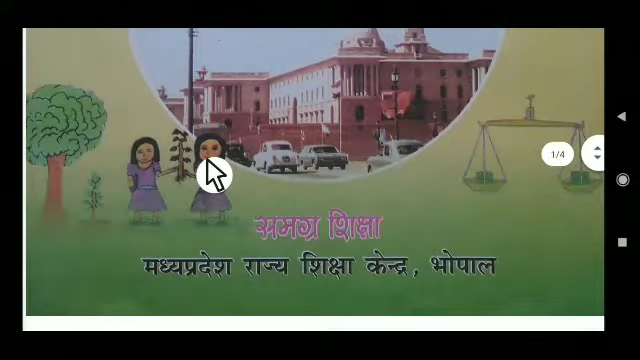 1/4
समग्र शिक्षा
मध्यप्रदेश राज्य शिक्षा केन्द्र, भोपाल